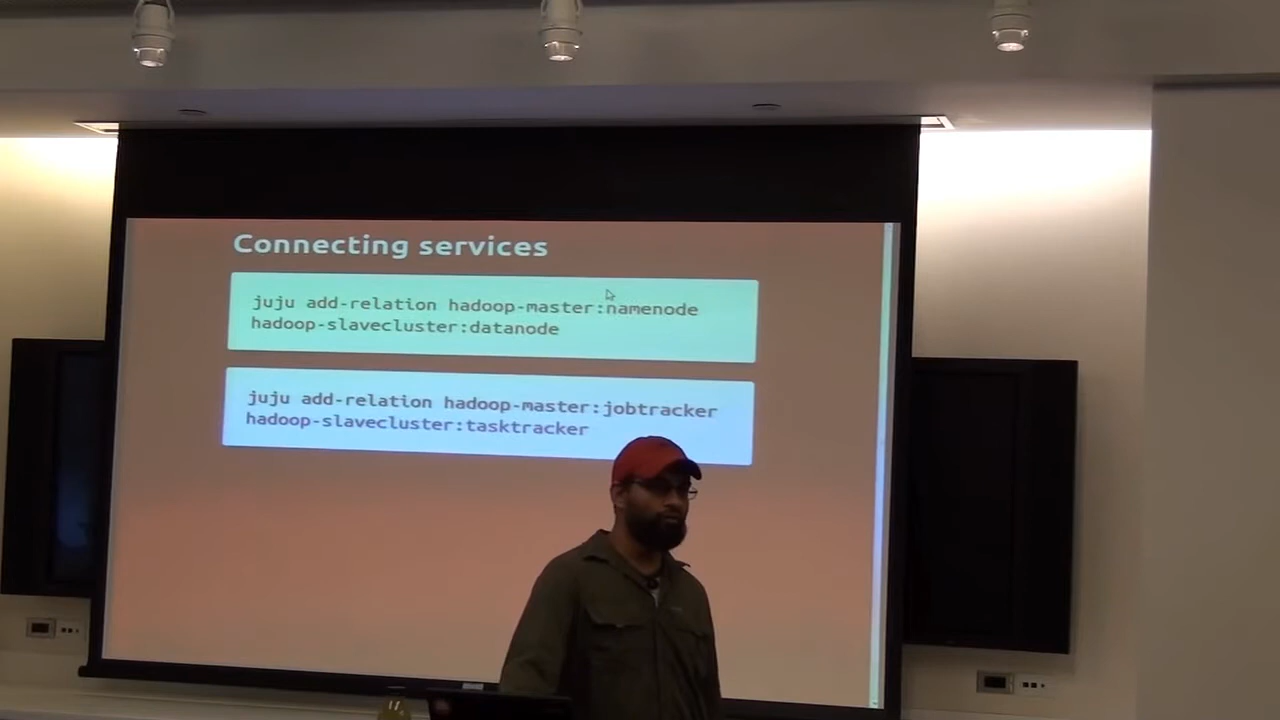 Connecting services
juju add-relation hadoop-master:namenode
hadoop-slavecluster:datanode
juju add-relation hadoop-master:jobtracker
hadoop-slavecluster:tasktracker